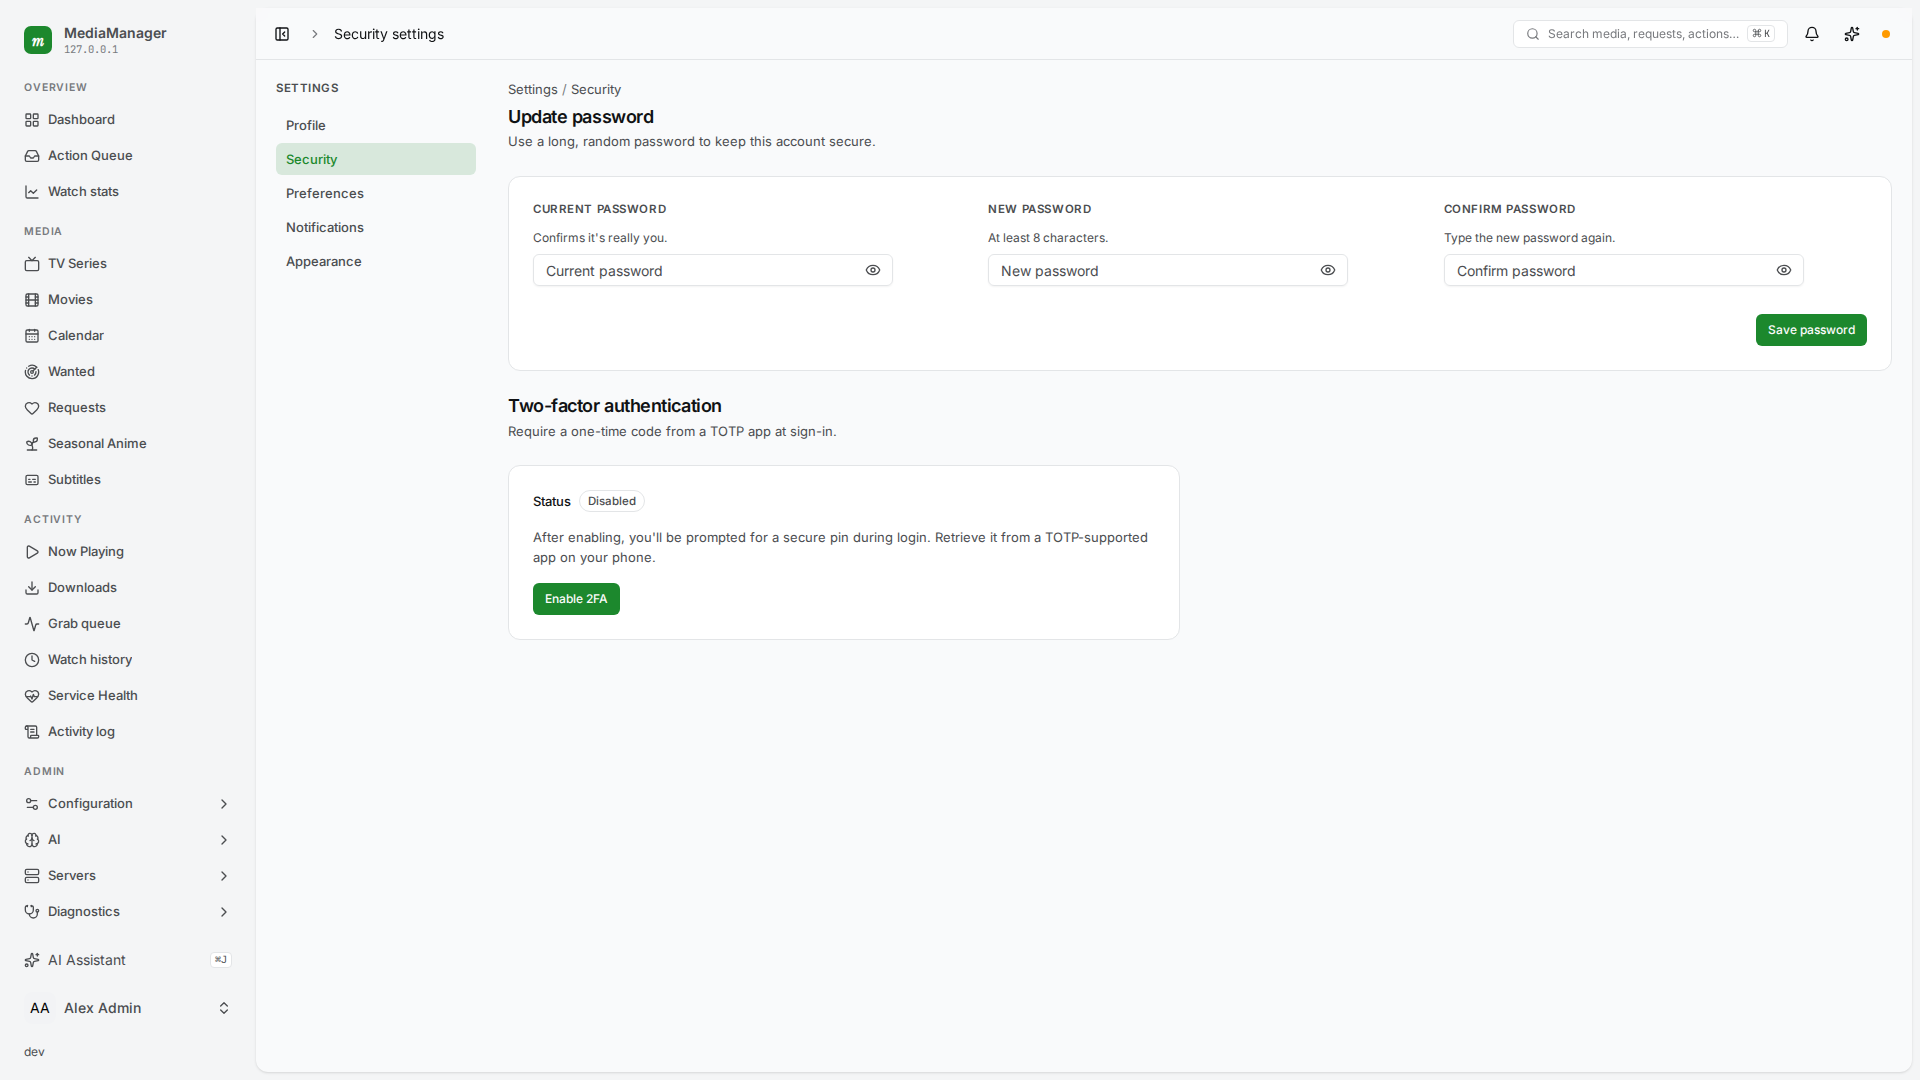 MediaManager
127.0.0.1
OVERVIEW
Dashboard
Action Queue
Watch stats
MEDIA
TV Series
Movies
Calendar
Wanted
Requests
Seasonal Anime
Subtitles
ACTIVITY
Now Playing
Downloads
Grab queue
Watch history
Service Health
Activity log
ADMIN
Configuration
AI
Servers
Diagnostics
AI Assistant ⌘J
AA Alex Admin
dev
Security settings
Search media, requests, actions... ⌘ K
SETTINGS
Profile
Security
Preferences
Notifications
Appearance
Settings / Security
Update password
Use a long, random password to keep this account secure.
CURRENT PASSWORD
Confirms it's really you.
Current password
NEW PASSWORD
At least 8 characters.
New password
CONFIRM PASSWORD
Type the new password again.
Confirm password
Save password
Two-factor authentication
Require a one-time code from a TOTP app at sign-in.
Status Disabled
After enabling, you'll be prompted for a secure pin during login. Retrieve it from a TOTP-supported
app on your phone.
Enable 2FA